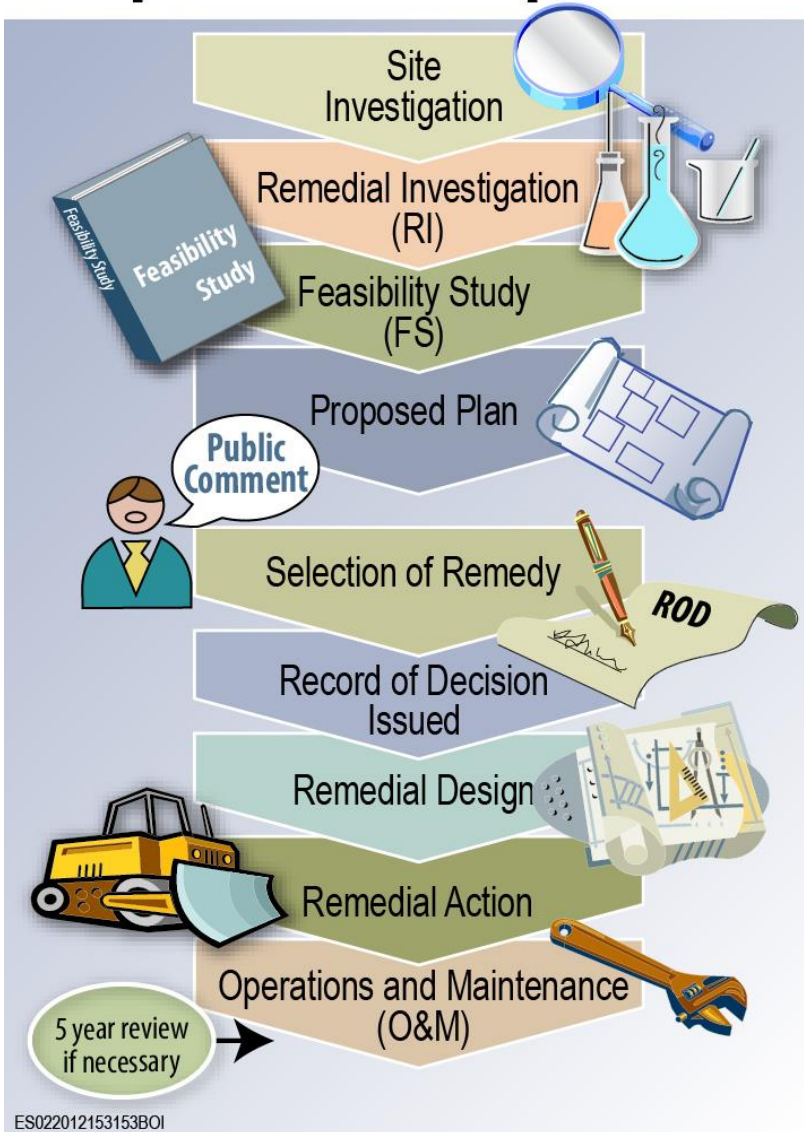 Site
Investigation
Remedial Investigation
(RI)
Feasibility Study
Feasibility
Study
Feasibility Study
(FS)
Proposed Plan
Public
Comment
Selection of Remedy
ROD
Record of Decision
Issued
Remedial Design
Remedial Action
Operations and Maintenance
(O&M)
5 year review
if necessary
ES022012153153BOI